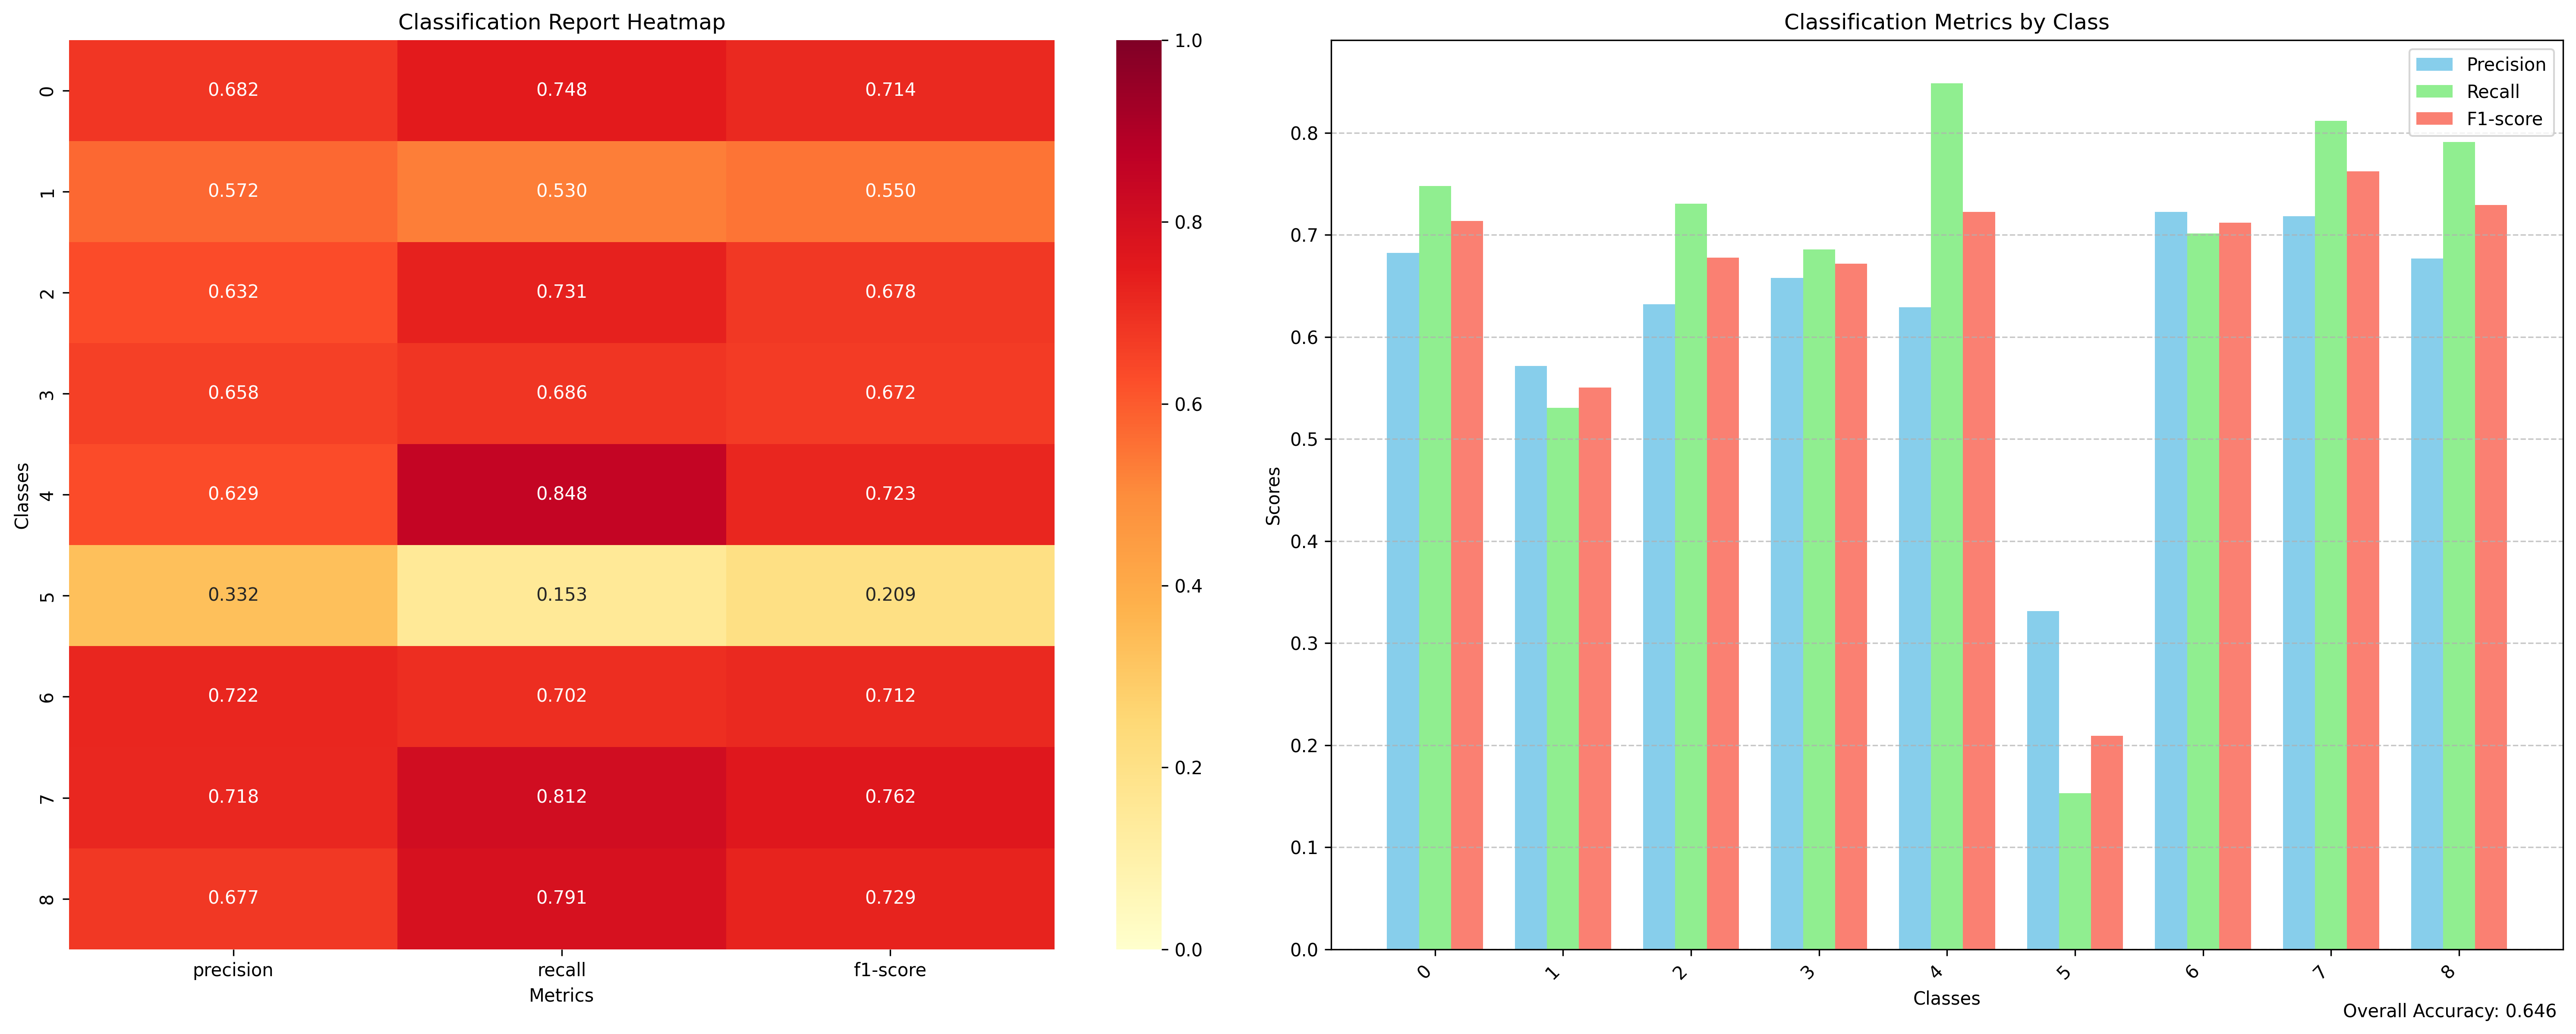 Classification Report Heatmap
0 0.682 0.748 0.714
1 0.572 0.530 0.550
2 0.632 0.731 0.678
3 0.658 0.686 0.672
4 0.629 0.848 0.723
5 0.332 0.153 0.209
6 0.722 0.702 0.712
7 0.718 0.812 0.762
8 0.677 0.791 0.729
Classes
precision recall f1-score
Metrics
1.0
0.8
0.6
0.4
0.2
0.0
Classification Metrics by Class
Precision
Recall
F1-score
0.8
0.7
0.6
0.5
0.4
0.3
0.2
0.1
0.0
Scores
0 1 2 3 4 5 6 7 8
Classes
Overall Accuracy: 0.646